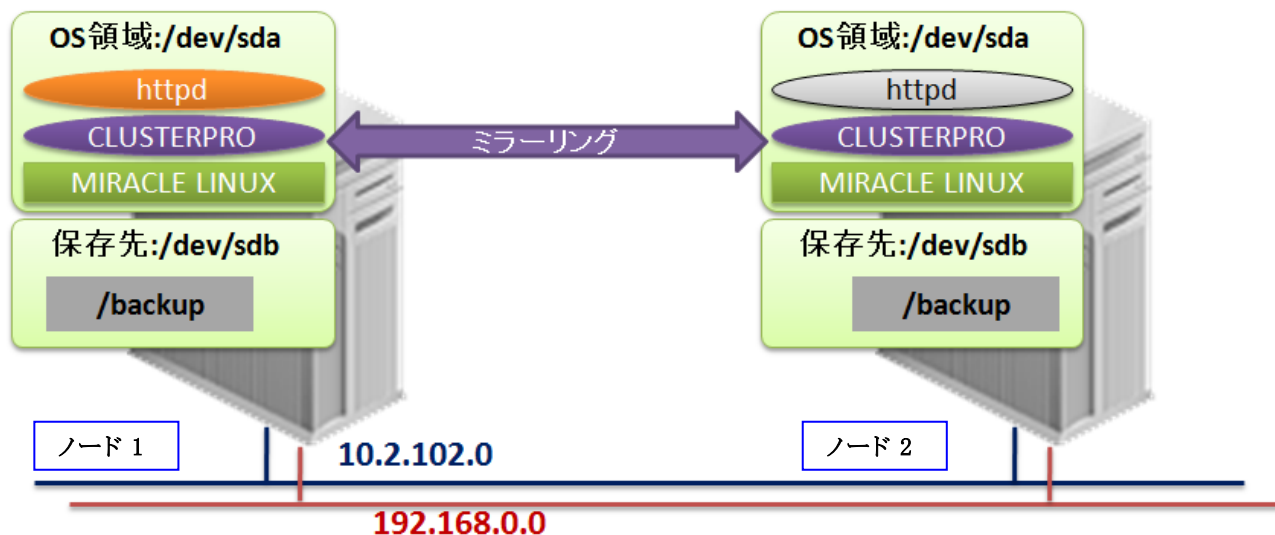 OS領域:/dev/sda
httpd
CLUSTERPRO
MIRACLE LINUX
保存先:/dev/sdb
/backup
ノード 1
ミラーリング
OS領域:/dev/sda
httpd
CLUSTERPRO
MIRACLE LINUX
保存先:/dev/sdb
/backup
ノード 2
10.2.102.0
192.168.0.0